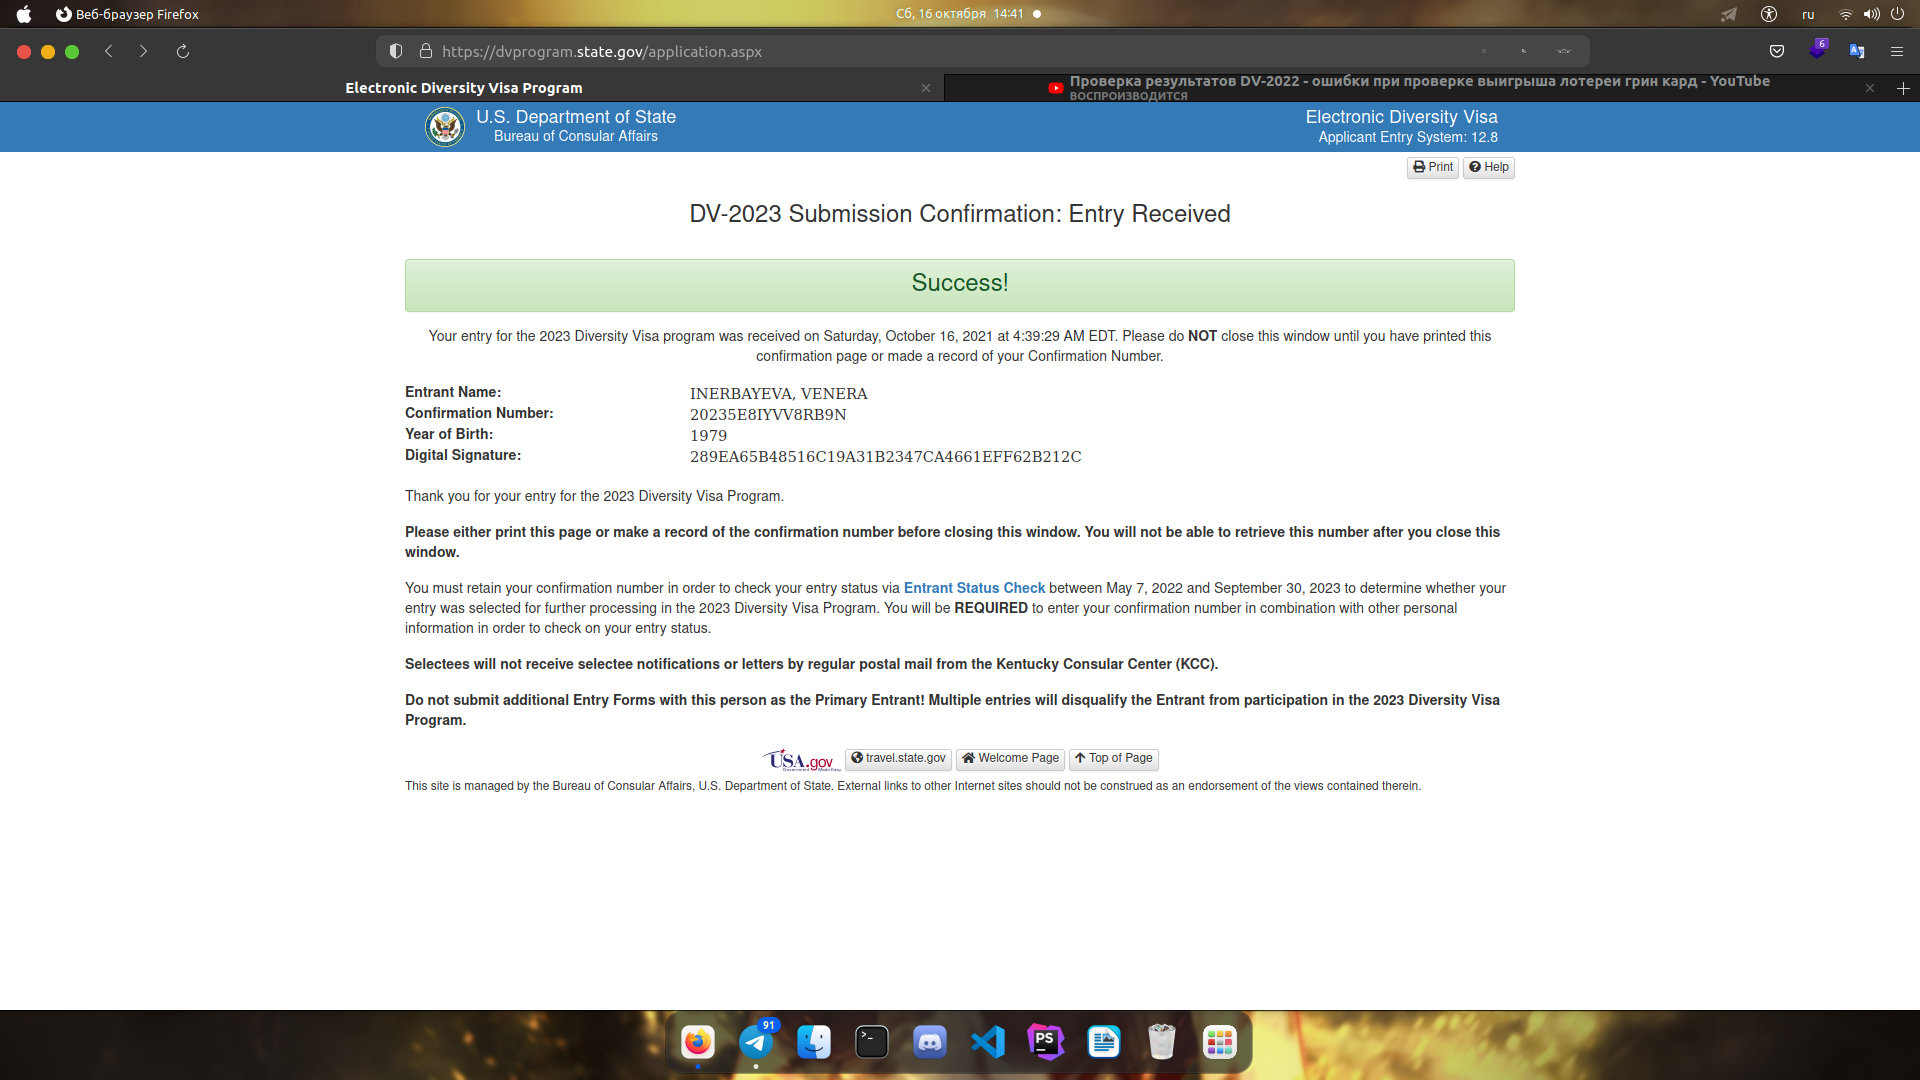 Веб-браузер Firefox
Сб, 16 октября 14:41
ru
https://dvprogram.state.gov/application.aspx
6
Electronic Diversity Visa Program
Проверка результатов DV-2022 - ошибки при проверке выигрыша лотереи грин кард - YouTube
ВОСПРОИЗВОДИТСЯ
U.S. Department of State
Bureau of Consular Affairs
Electronic Diversity Visa
Applicant Entry System: 12.8
Print Help
DV-2023 Submission Confirmation: Entry Received
Success!
Your entry for the 2023 Diversity Visa program was received on Saturday, October 16, 2021 at 4:39:29 AM EDT. Please do NOT close this window until you have printed this
confirmation page or made a record of your Confirmation Number.
Entrant Name: INERBAYEVA, VENERA
Confirmation Number: 20235E8IYVV8RB9N
Year of Birth: 1979
Digital Signature: 289EA65B48516C19A31B2347CA4661EFF62B212C
Thank you for your entry for the 2023 Diversity Visa Program.
Please either print this page or make a record of the confirmation number before closing this window. You will not be able to retrieve this number after you close this
window.
You must retain your confirmation number in order to check your entry status via Entrant Status Check between May 7, 2022 and September 30, 2023 to determine whether your
entry was selected for further processing in the 2023 Diversity Visa Program. You will be REQUIRED to enter your confirmation number in combination with other personal
information in order to check on your entry status.
Selectees will not receive selectee notifications or letters by regular postal mail from the Kentucky Consular Center (KCC).
Do not submit additional Entry Forms with this person as the Primary Entrant! Multiple entries will disqualify the Entrant from participation in the 2023 Diversity Visa
Program.
USA.gov travel.state.gov Welcome Page Top of Page
This site is managed by the Bureau of Consular Affairs, U.S. Department of State. External links to other Internet sites should not be construed as an endorsement of the views contained therein.
91
PS